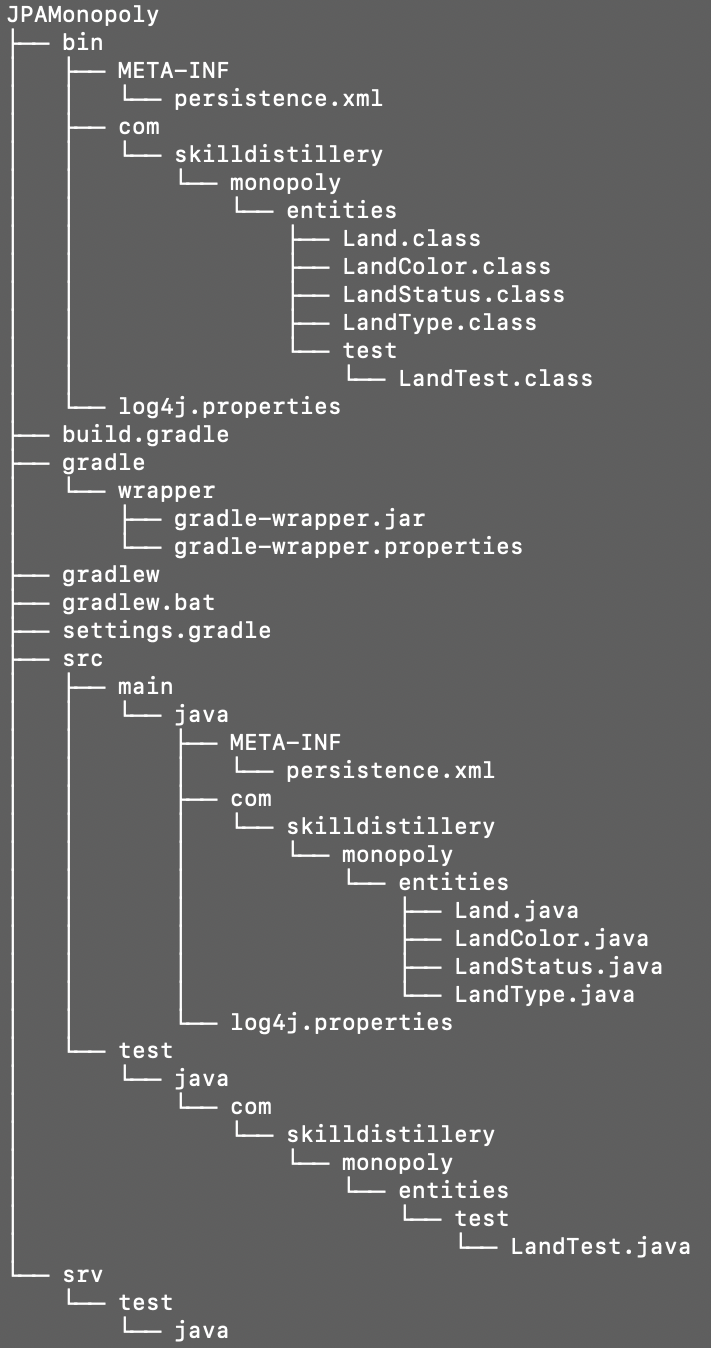 JPAMonopoly
├── bin
│   ├── META-INF
│   │   └── persistence.xml
│   ├── com
│   │   └── skilldistillery
│   │       └── monopoly
│   │           └── entities
│   │               ├── Land.class
│   │               ├── LandColor.class
│   │               ├── LandStatus.class
│   │               ├── LandType.class
│   │               └── test
│   │                   └── LandTest.class
│   └── log4j.properties
├── build.gradle
├── gradle
│   └── wrapper
│       ├── gradle-wrapper.jar
│       └── gradle-wrapper.properties
├── gradlew
├── gradlew.bat
├── settings.gradle
├── src
│   ├── main
│   │   └── java
│   │       ├── META-INF
│   │       │   └── persistence.xml
│   │       ├── com
│   │       │   └── skilldistillery
│   │       │       └── monopoly
│   │       │           └── entities
│   │       │               ├── Land.java
│   │       │               ├── LandColor.java
│   │       │               ├── LandStatus.java
│   │       │               └── LandType.java
│   │       └── log4j.properties
│   └── test
│       └── java
│           └── com
│               └── skilldistillery
│                   └── monopoly
│                       └── entities
│                           └── test
│                               └── LandTest.java
└── srv
    └── test
        └── java